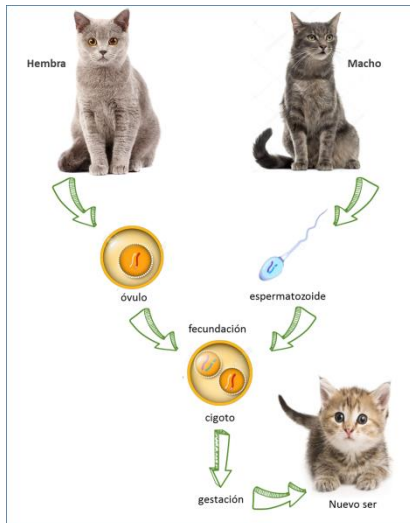 Hembra
Macho
óvulo
espermatozoide
fecundación
cigoto
gestación
Nuevo ser